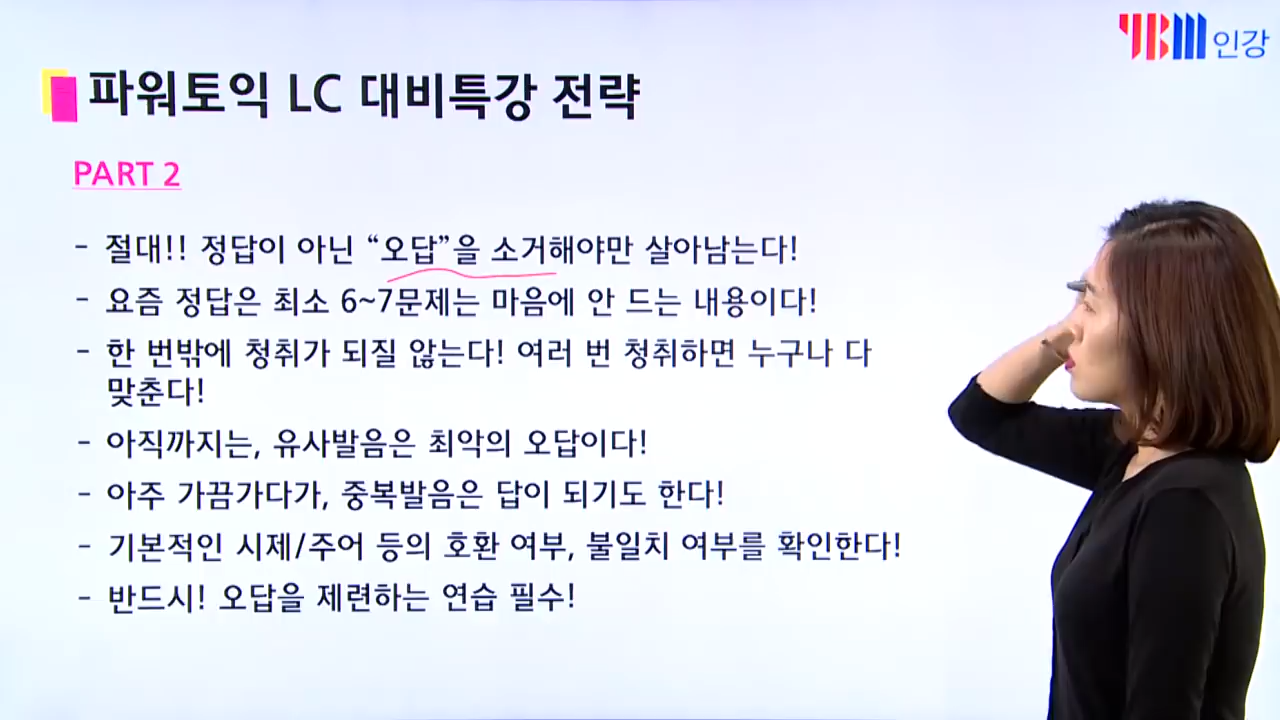 YBM 인강
파워토익 LC 대비특강 전략
PART 2
- 절대!! 정답이 아닌 “오답”을 소거해야만 살아남는다!
- 요즘 정답은 최소 6~7문제는 마음에 안 드는 내용이다!
- 한 번밖에 청취가 되질 않는다! 여러 번 청취하면 누구나 다
맞춘다!
- 아직까지는, 유사발음은 최악의 오답이다!
- 아주 가끔가다가, 중복발음은 답이 되기도 한다!
- 기본적인 시제/주어 등의 호환 여부, 불일치 여부를 확인한다!
- 반드시! 오답을 제련하는 연습 필수!